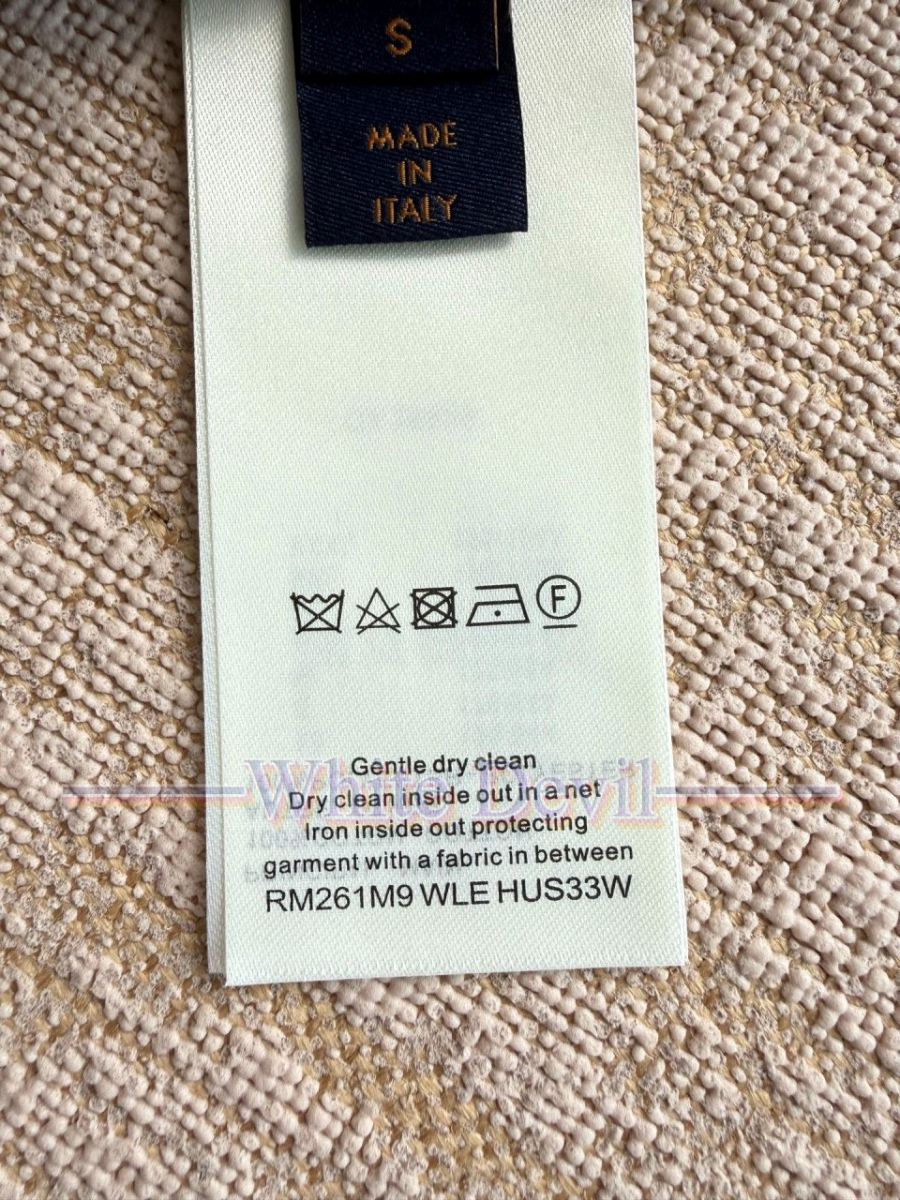 S
MADE
IN
ITALY
F
Gentle dry clean
White Devil
Dry clean inside out in a net
Iron inside out protecting
garment with a fabric in between
RM261M9 WLE HUS33W